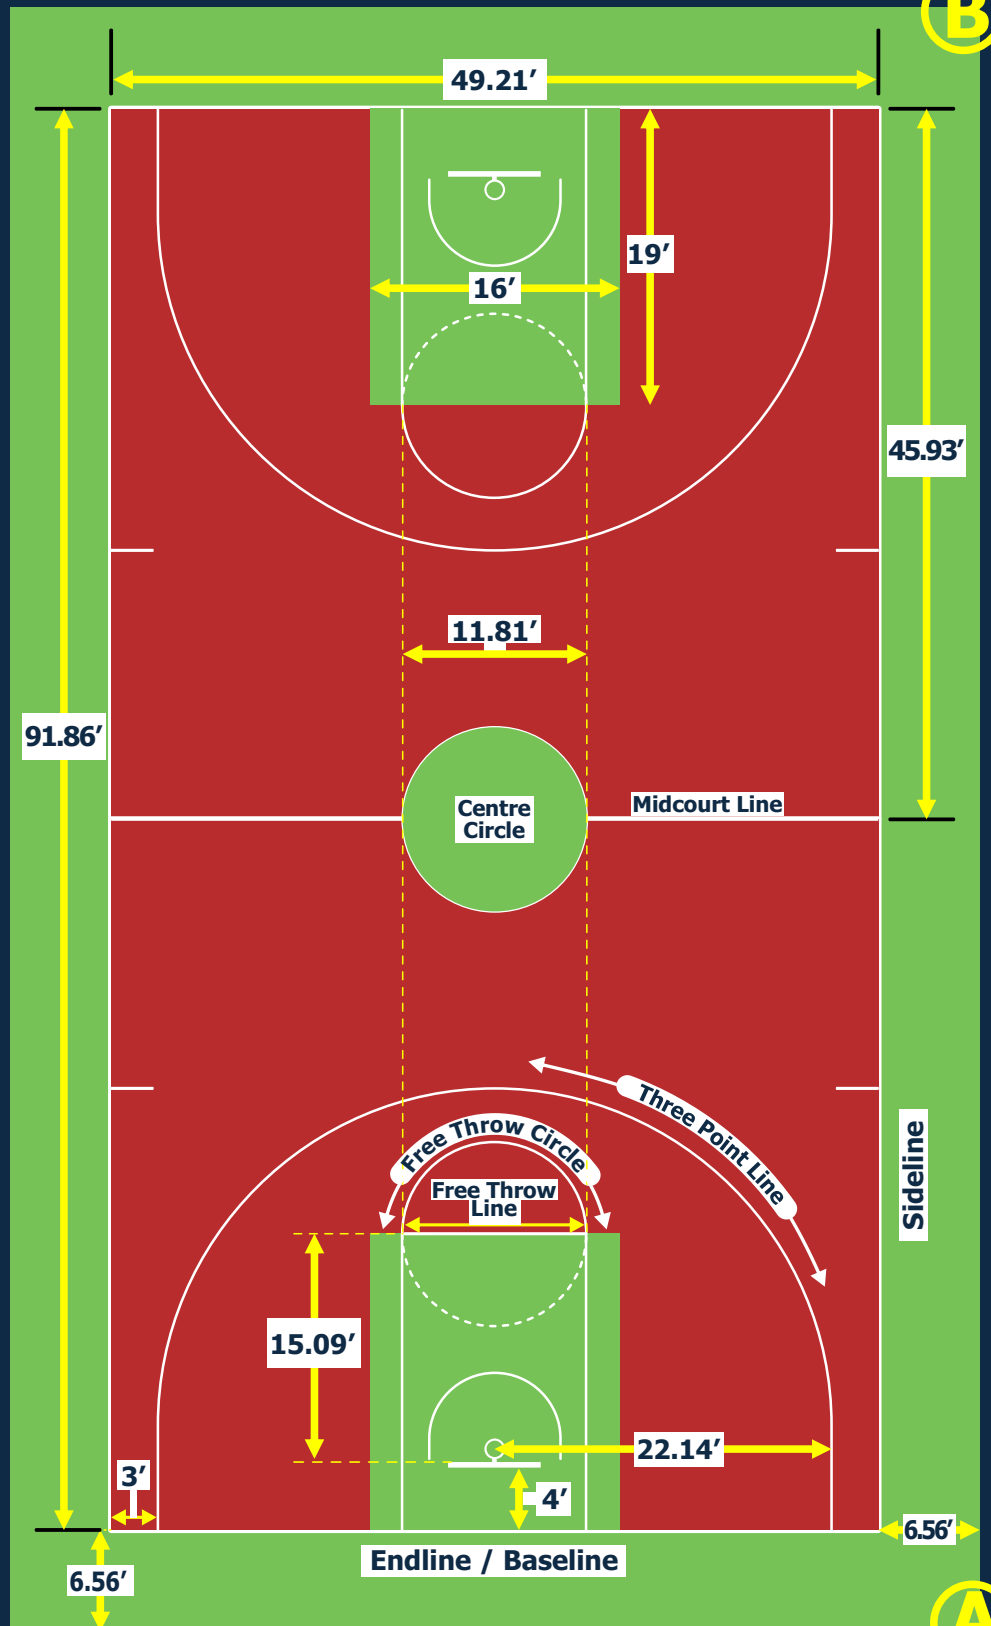 B
49.21’
19’
16’
45.93’
11.81’
91.86’
Centre
Circle
Midcourt Line
Three Point Line
Free Throw Circle
Free Throw
Line
Sideline
15.09’
22.14’
3’
4’
6.56’
Endline / Baseline
6.56’
A